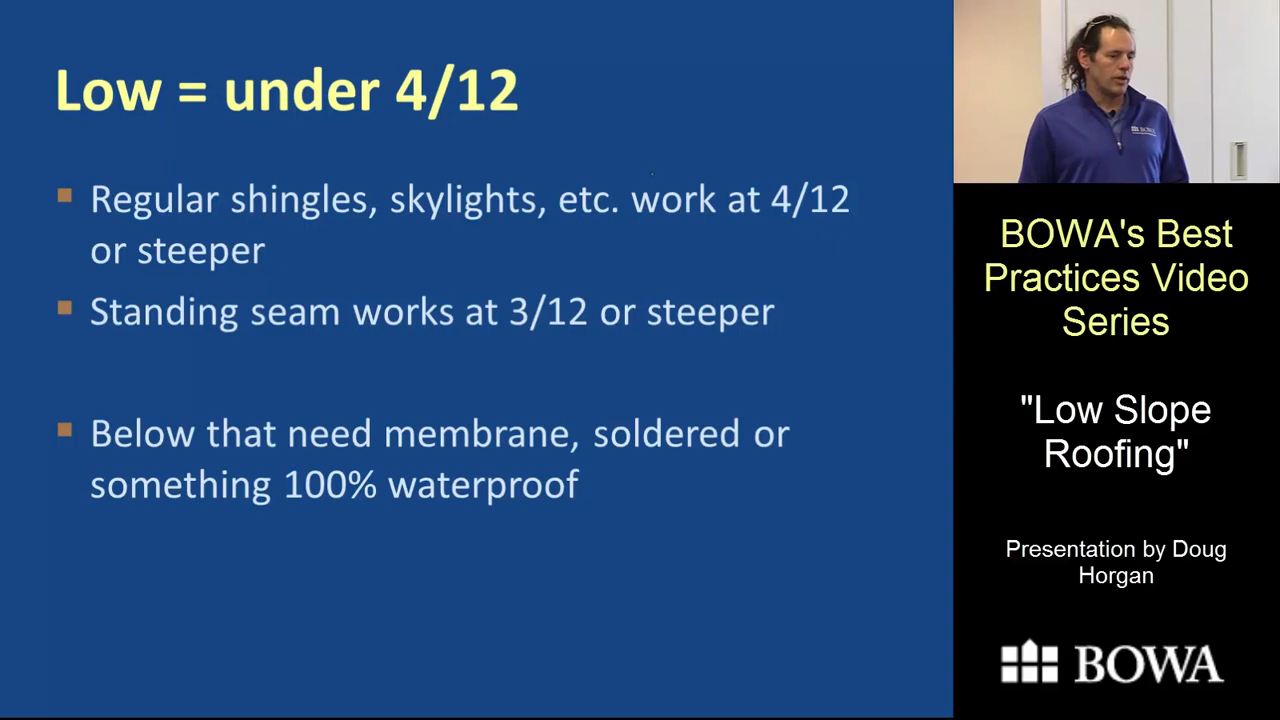 Low = under 4/12
Regular shingles, skylights, etc. work at 4/12
or steeper
Standing seam works at 3/12 or steeper
Below that need membrane, soldered or
something 100% waterproof
BOWA
BOWA's Best
Practices Video
Series
"Low Slope
Roofing"
Presentation by Doug
Horgan
BOWA